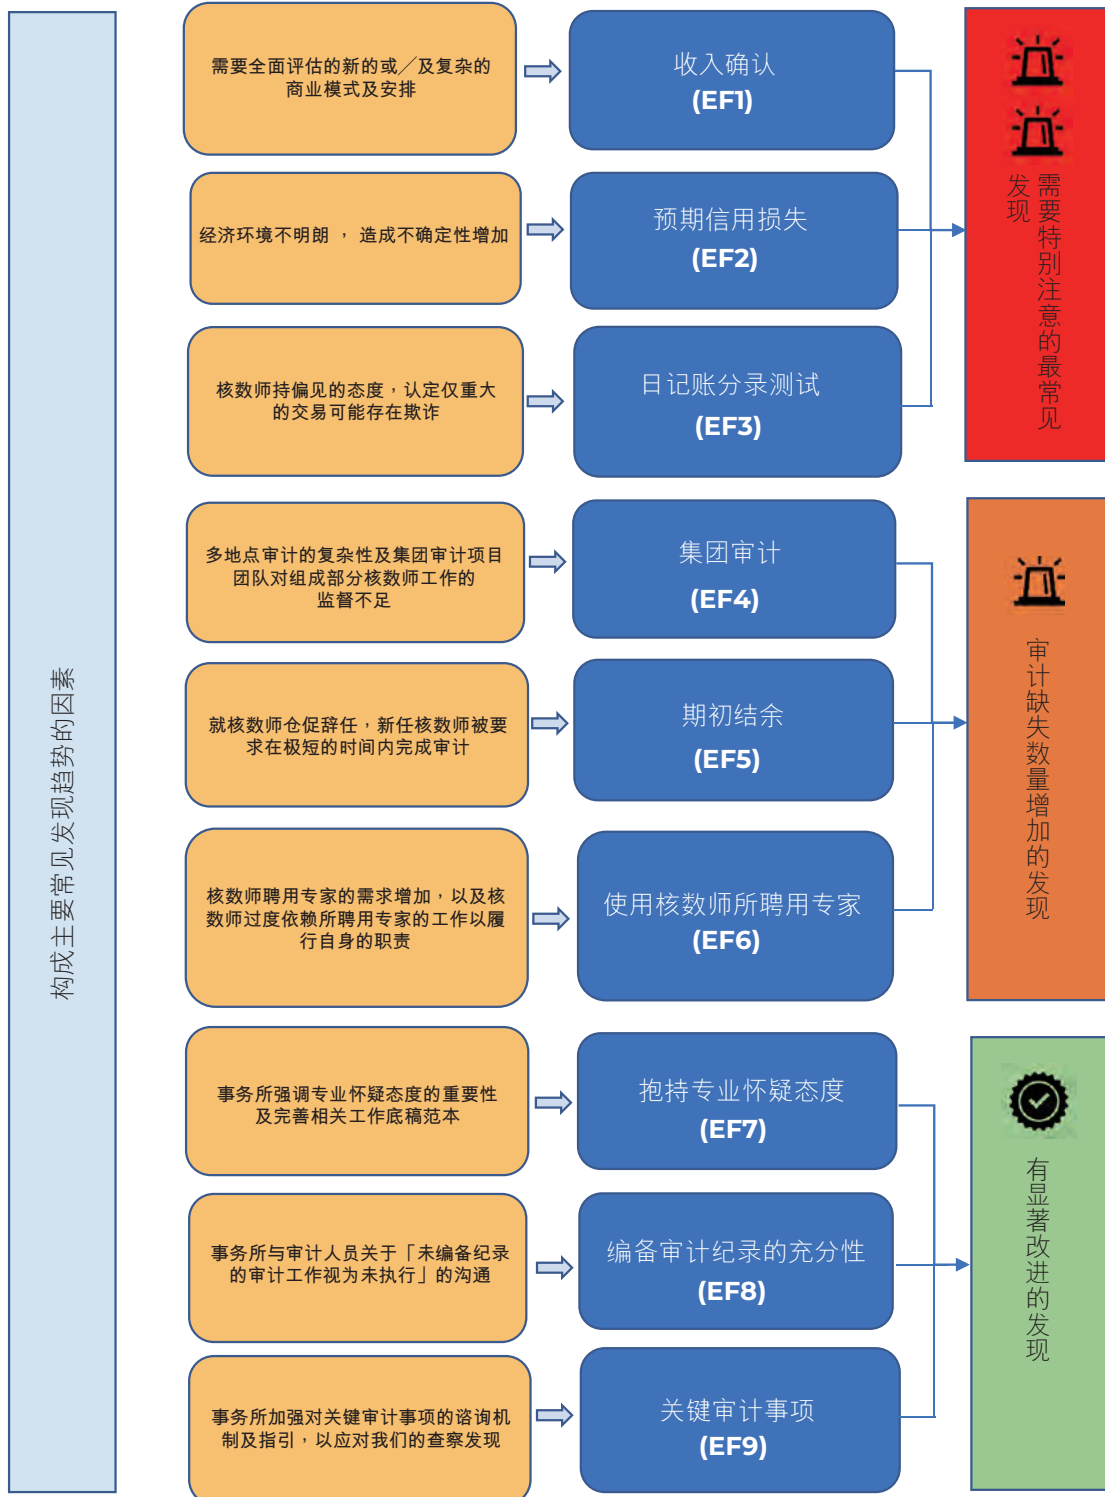 构成主要常见发现趋势的因素
需要全面评估的新的或╱及复杂的
商业模式及安排
收入确认
(EF1)
经济环境不明朗 ， 造成不确定性增加
预期信用损失
(EF2)
核数师持偏见的态度，认定仅重大
的交易可能存在欺诈
日记账分录测试
(EF3)
需要特别注意的最常见
发现
多地点审计的复杂性及集团审计项目
团队对组成部分核数师工作的
监督不足
集团审计
(EF4)
就核数师仓促辞任，新任核数师被要
求在极短的时间内完成审计
期初结余
(EF5)
核数师聘用专家的需求增加，以及核
数师过度依赖所聘用专家的工作以履
行自身的职责
使用核数师所聘用专家
(EF6)
审计缺失数量增加的发现
事务所强调专业怀疑态度的重要性
及完善相关工作底稿范本
抱持专业怀疑态度
(EF7)
事务所与审计人员关于「未编备纪录
的审计工作视为未执行」的沟通
编备审计纪录的充分性
(EF8)
事务所加强对关键审计事项的谘询机
制及指引，以应对我们的查察发现
关键审计事项
(EF9)
有显著改进的发现